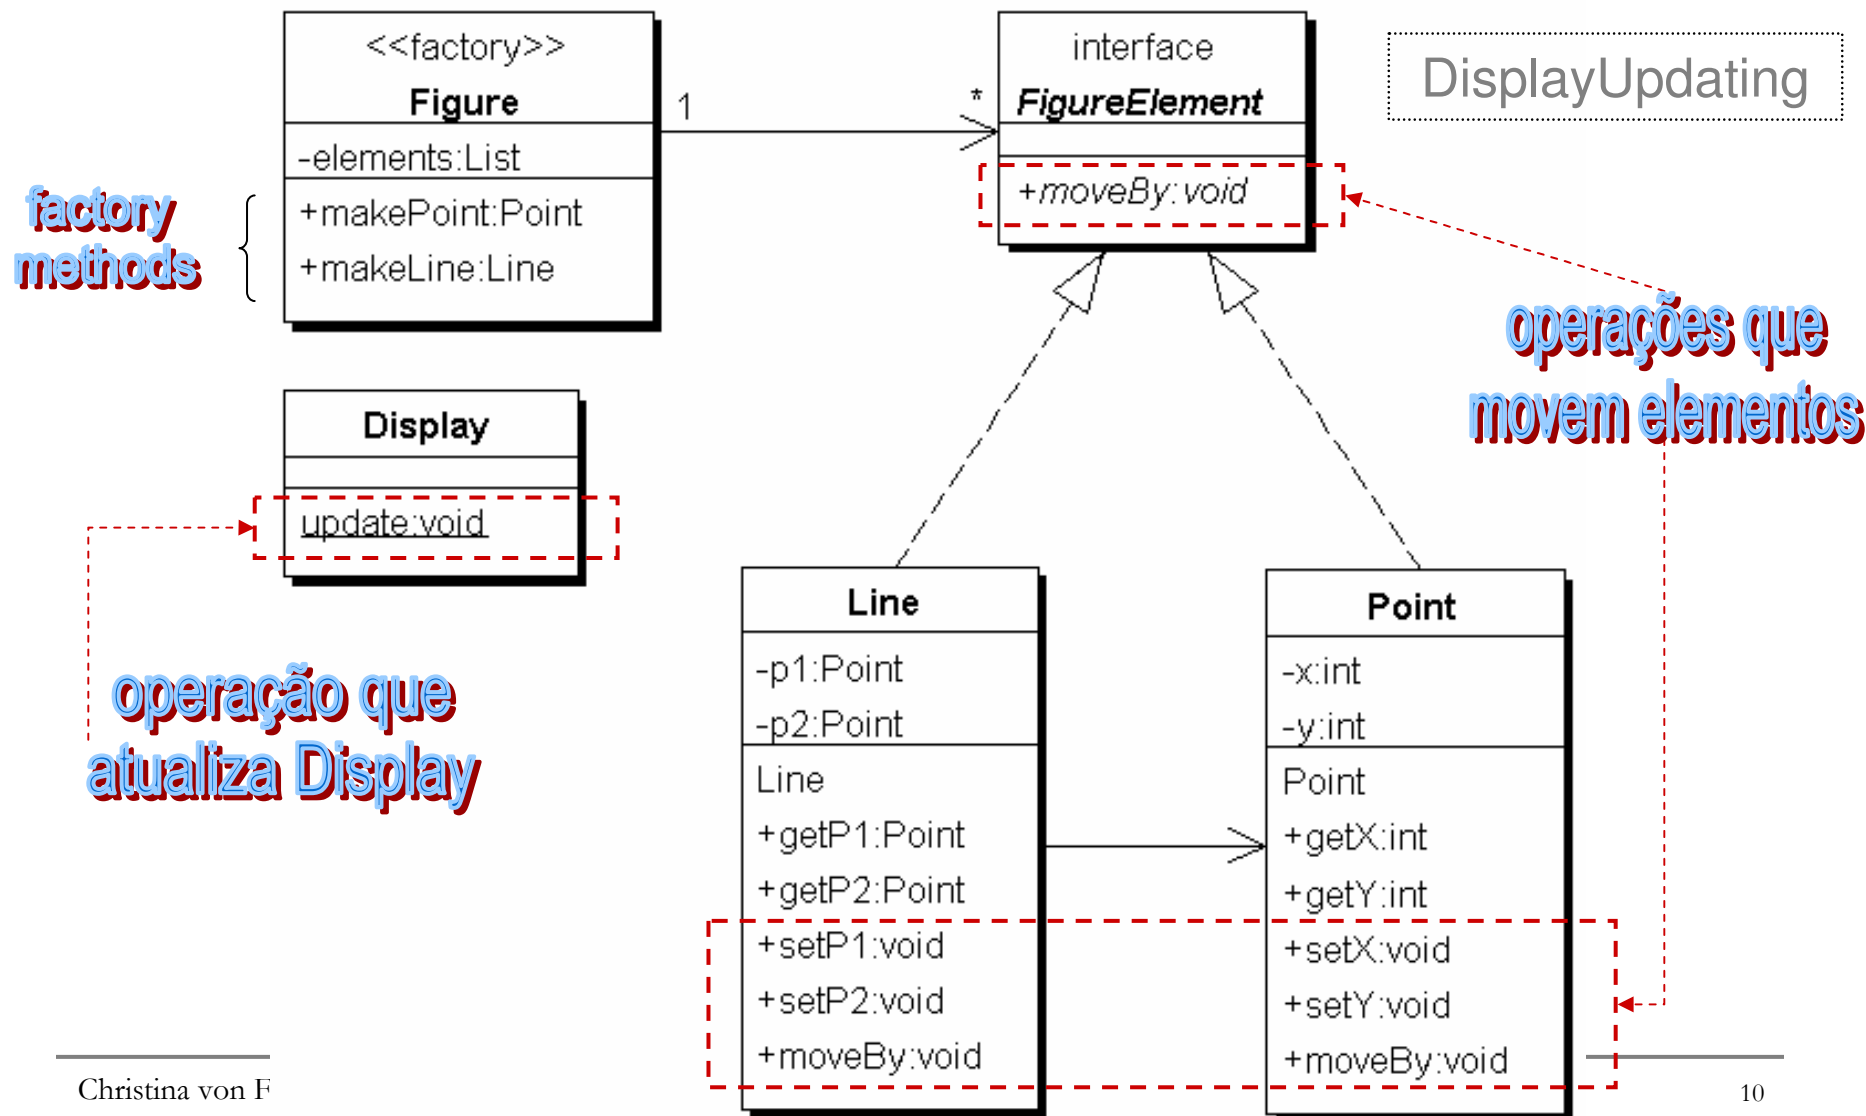 <<factory>>
Figure
-elements:List
+makePoint:Point
+makeLine:Line
1
*
interface
FigureElement
+moveBy:void
DisplayUpdating
factory
methods
operações que
movem elementos
Display
update:void
operação que
atualiza Display
Line
-p1:Point
-p2:Point
Line
+getP1:Point
+getP2:Point
+setP1:void
+setP2:void
+moveBy:void
Point
-x:int
-y:int
Point
+getX:int
+getY:int
+setX:void
+setY:void
+moveBy:void
Christina von F
10